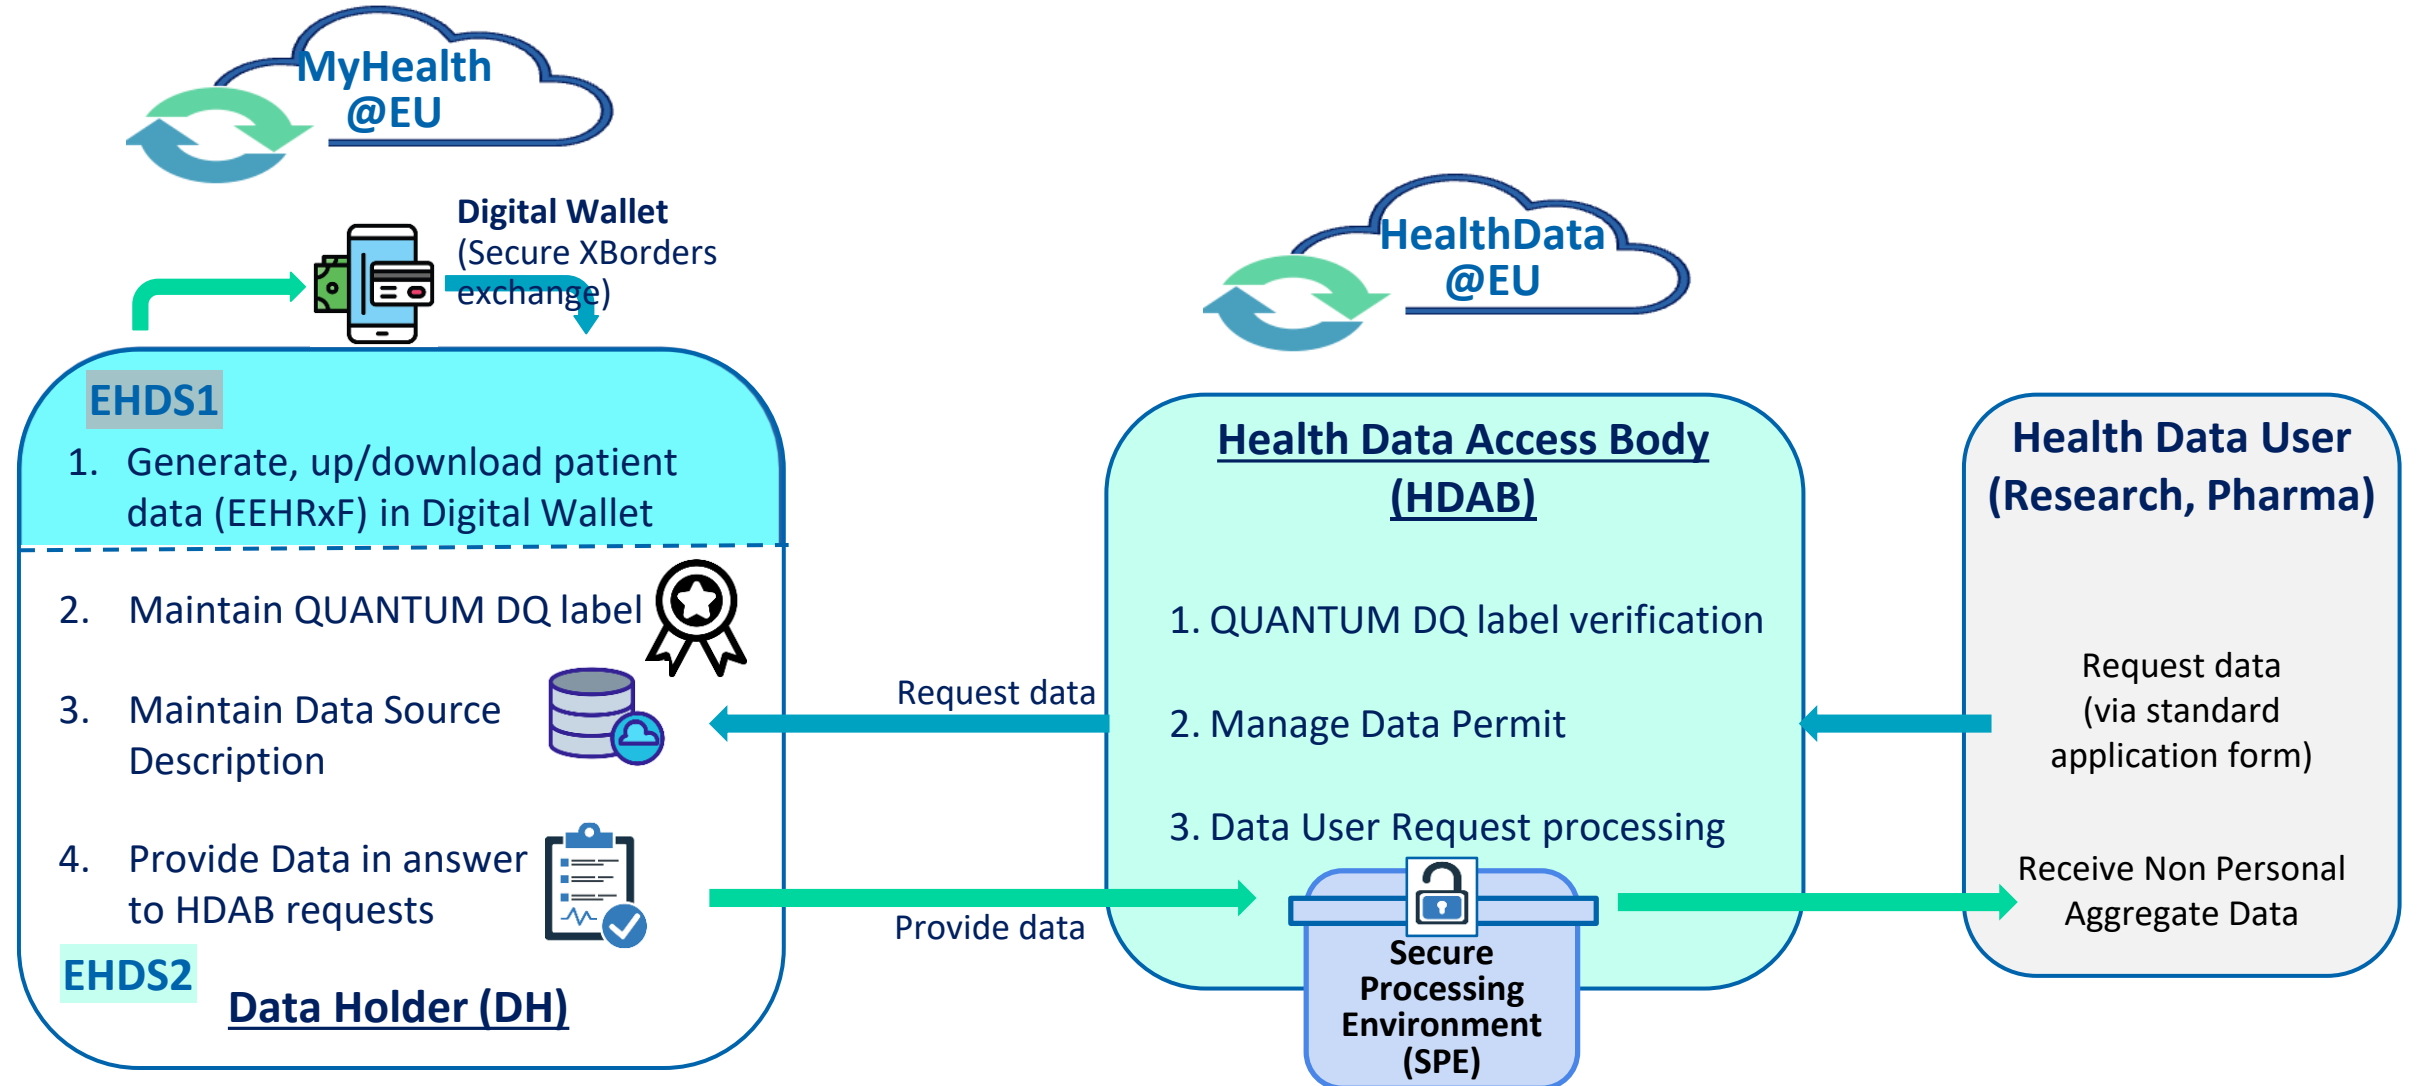 MyHealth
@EU
Digital Wallet
(Secure XBorders
exchange)
EHDS1
1. Generate, up/download patient
data (EEHRxF) in Digital Wallet
2. Maintain QUANTUM DQ label
3. Maintain Data Source
Description
4. Provide Data in answer
to HDAB requests
EHDS2
Data Holder (DH)
Request data
Provide data
HealthData
@EU
Health Data Access Body
(HDAB)
1. QUANTUM DQ label verification
2. Manage Data Permit
3. Data User Request processing
Secure
Processing
Environment
(SPE)
Health Data User
(Research, Pharma)
Request data
(via standard
application form)
Receive Non Personal
Aggregate Data